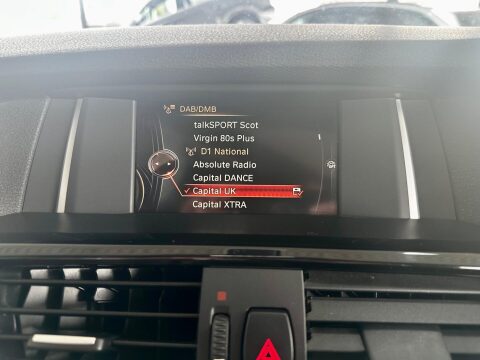 DAB/DMB
talkSPORT Scot
Virgin 80s Plus
D1 National
Absolute Radio
Capital DANCE
Capital UK
Capital XTRA